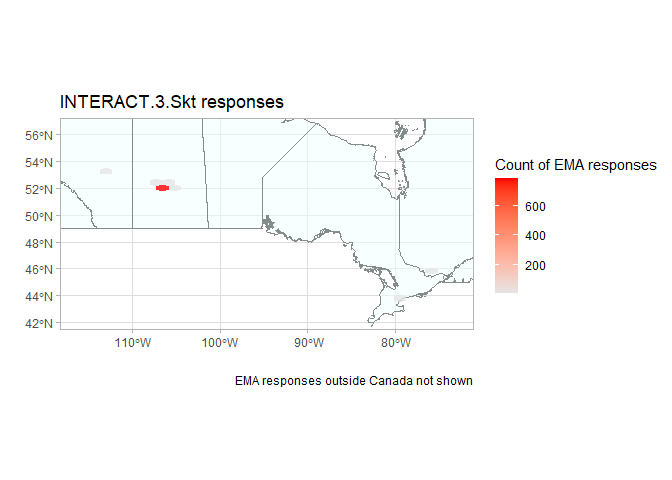 INTERACT.3.Skt responses
56°N
54°N
52°N
50°N
48°N
46°N
44°N
42°N
110°W
100°W
90°W
80°W
Count of EMA responses
600
400
200
EMA responses outside Canada not shown